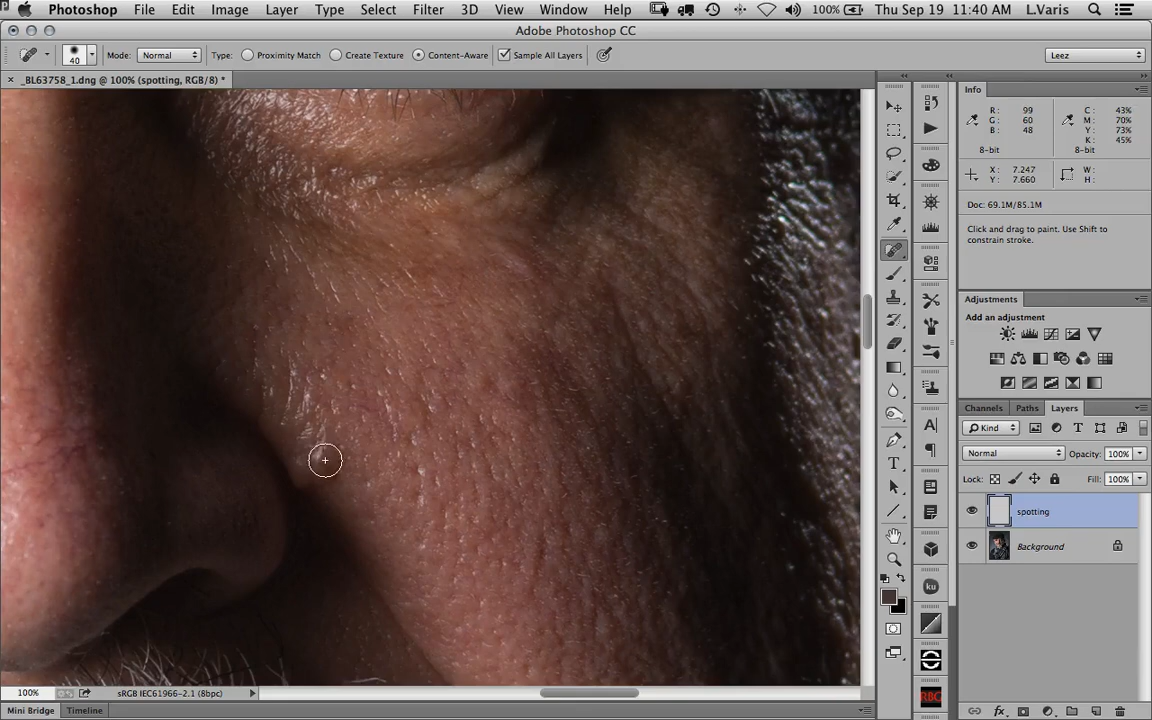 Photoshop File Edit Image Layer Type Select Filter 3D View Window Help 100% Thu Sep 19 11:40 AM L.Varis
Adobe Photoshop CC
40 Mode: Normal Type: Proximity Match Create Texture Content-Aware Sample All Layers Leez
× _BL63758_1.dng @ 100% (spotting, RGB/8) *
Info
R: 99 C: 43%
G: 60 M: 70%
B: 48 Y: 73%
K: 45%
8-bit 8-bit
X: 7.247 W:
Y: 7.660 H:
Doc: 69.1M/85.1M
Click and drag to paint. Use Shift to
constrain stroke.
Adjustments
Add an adjustment
Channels Paths Layers
Kind
Normal Opacity: 100%
Lock: Fill: 100%
spotting
Background
A
T
ku
RBG
fx
100% sRGB IEC61966-2.1 (8bpc)
Mini Bridge Timeline